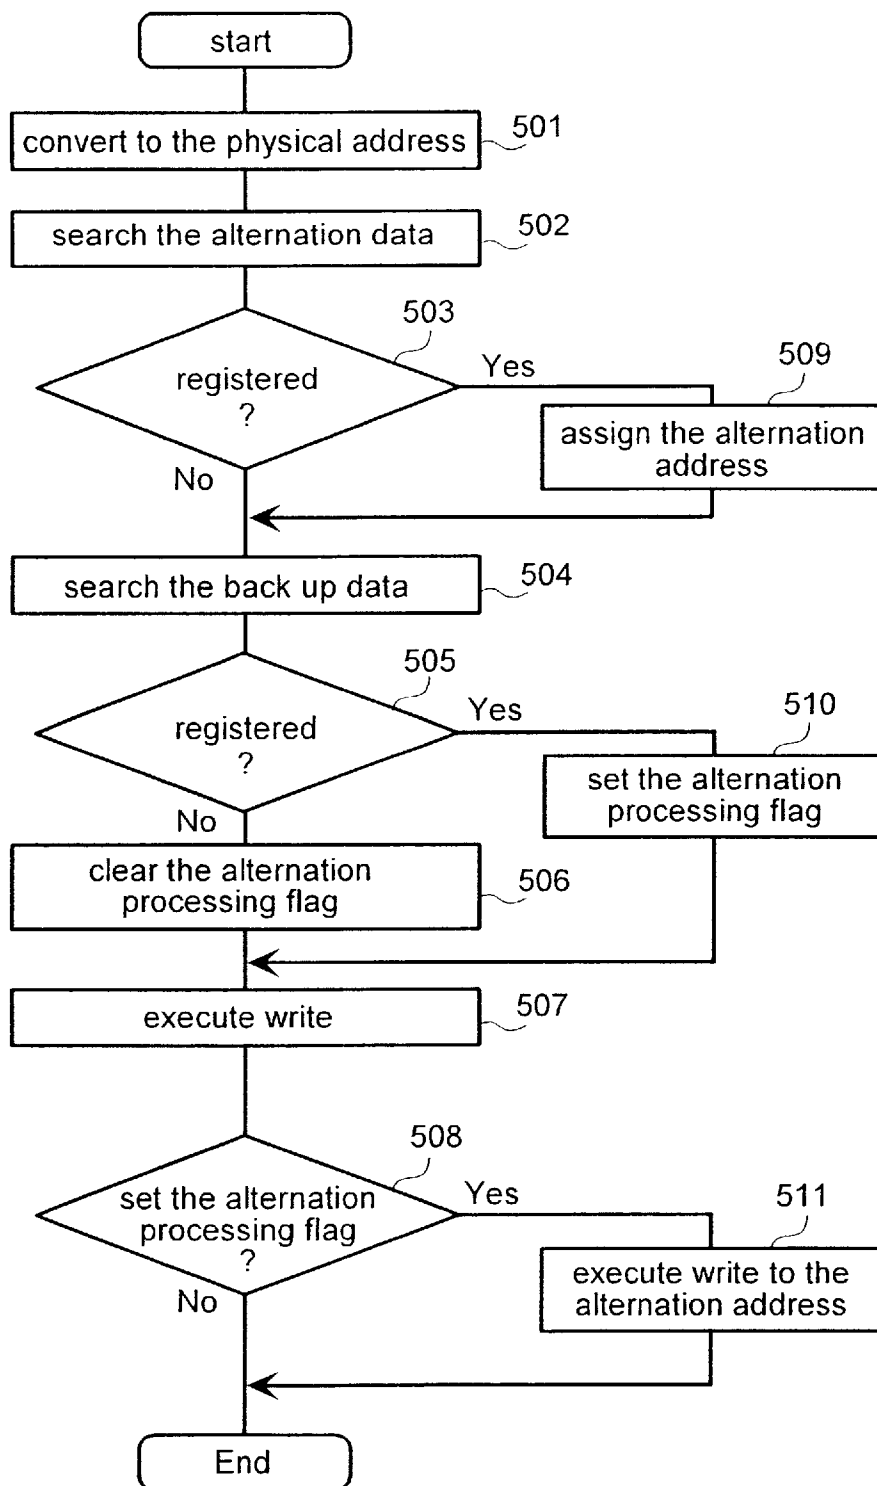 start
convert to the physical address
501
search the alternation data
502
503
registered
?
Yes
No
509
assign the alternation
address
search the back up data
504
505
registered
?
Yes
No
510
set the alternation
processing flag
clear the alternation
processing flag
506
execute write
507
508
set the alternation
processing flag
?
Yes
No
511
execute write to the
alternation address
End